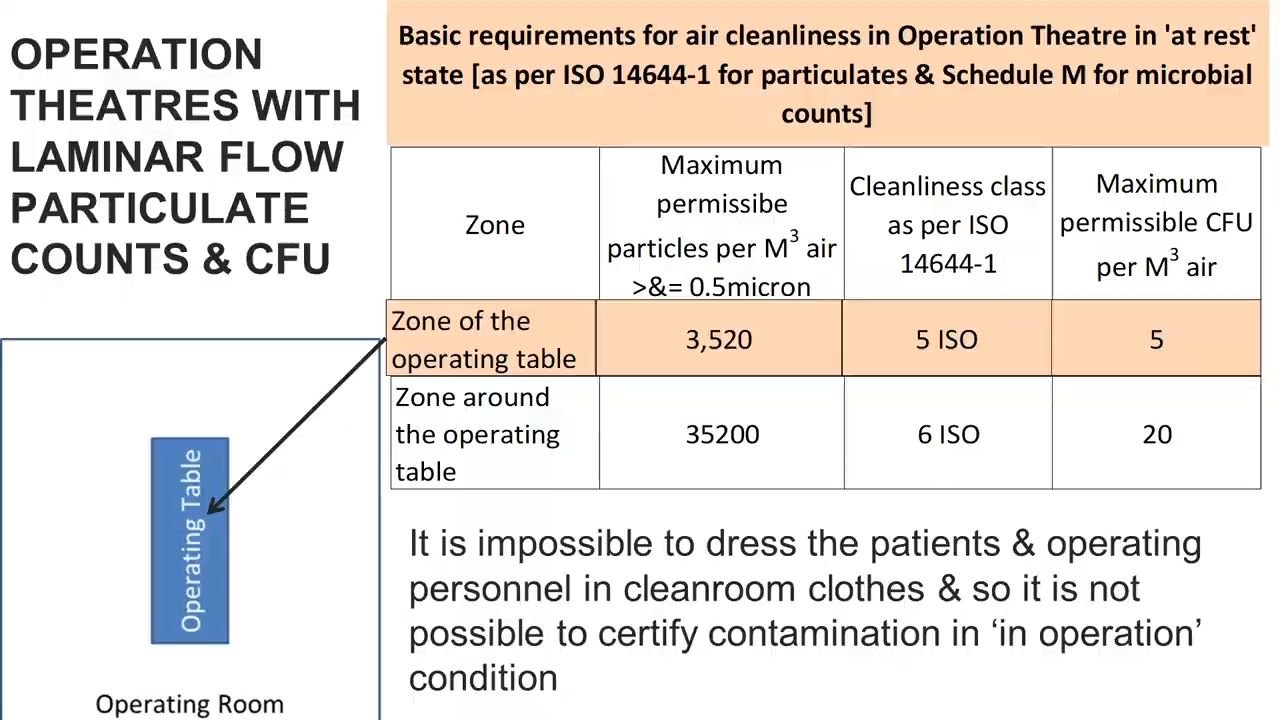 OPERATION
THEATRES WITH
LAMINAR FLOW
PARTICULATE
COUNTS & CFU
Basic requirements for air cleanliness in Operation Theatre in 'at rest'
state [as per ISO 14644-1 for particulates & Schedule M for microbial
counts]
Zone
Maximum
permissibe
particles per M³ air
>&= 0.5micron
Cleanliness class
as per ISO
14644-1
Maximum
permissible CFU
per M³ air
Zone of the
operating table
3,520
5 ISO
5
Zone around
the operating
table
35200
6 ISO
20
Operating Table
Operating Room
It is impossible to dress the patients & operating
personnel in cleanroom clothes & so it is not
possible to certify contamination in ‘in operation’
condition